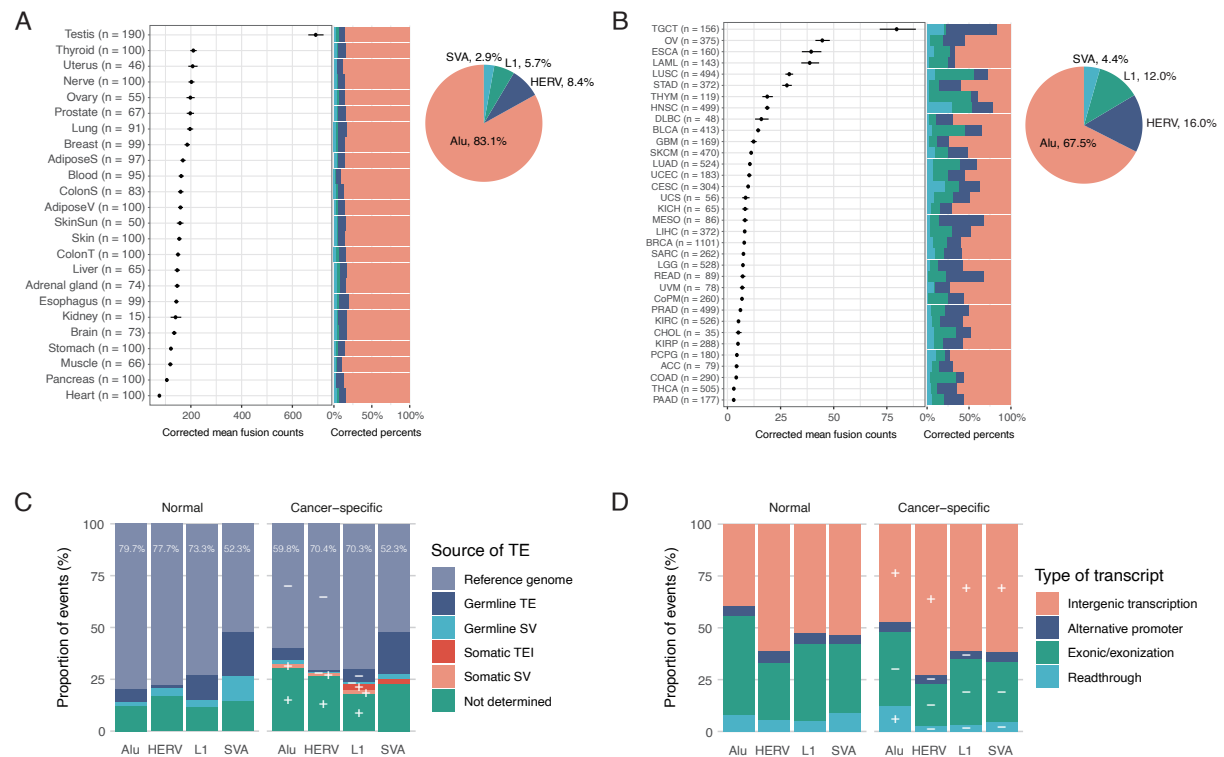 A
Testis (n = 190)
Thyroid (n = 100)
Uterus (n = 46)
Nerve (n = 100)
Ovary (n = 55)
Prostate (n = 67)
Lung (n = 91)
Breast (n = 99)
AdiposeS (n = 97)
Blood (n = 95)
ColonS (n = 83)
AdiposeV (n = 100)
SkinSun (n = 50)
Skin (n = 100)
ColonT (n = 100)
Liver (n = 65)
Adrenal gland (n = 74)
Esophagus (n = 99)
Kidney (n = 15)
Brain (n = 73)
Stomach (n = 100)
Muscle (n = 66)
Pancreas (n = 100)
Heart (n = 100)
200 400 600
0% 50% 100%
Corrected mean fusion counts
Corrected percents
SVA, 2.9%
L1, 5.7%
HERV, 8.4%
Alu, 83.1%
B
TGCT (n = 156)
OV (n = 375)
ESCA (n = 160)
LAML (n = 143)
LUSC (n = 494)
STAD (n = 372)
THYM (n = 119)
HNSC (n = 499)
DLBC (n = 48)
BLCA (n = 413)
GBM (n = 169)
SKCM (n = 470)
LUAD (n = 524)
UCEC (n = 183)
CESC (n = 304)
UCS (n = 56)
KICH (n = 65)
MESO (n = 86)
LIHC (n = 372)
BRCA (n = 1101)
SARC (n = 262)
LGG (n = 528)
READ (n = 89)
UVM (n = 78)
CoPM(n = 260)
PRAD (n = 499)
KIRC (n = 526)
CHOL (n = 35)
KIRP (n = 288)
PCPG (n = 180)
ACC (n = 79)
COAD (n = 290)
THCA (n = 505)
PAAD (n = 177)
0 25 50 75
0% 50% 100%
Corrected mean fusion counts
Corrected percents
SVA, 4.4%
L1, 12.0%
HERV, 16.0%
Alu, 67.5%
C
Normal
Cancer−specific
Proportion of events (%)
100
75
50
25
0
79.7% 77.7% 73.3% 52.3%
59.8% 70.4% 70.3% 52.3%
− −
− −
+ − + − + +
+ + +
Alu HERV L1 SVA
Alu HERV L1 SVA
Source of TE
Reference genome
Germline TE
Germline SV
Somatic TEI
Somatic SV
Not determined
D
Normal
Cancer−specific
Proportion of events (%)
100
75
50
25
0
+ + + +
− −
− − − −
+ − − −
Alu HERV L1 SVA
Alu HERV L1 SVA
Type of transcript
Intergenic transcription
Alternative promoter
Exonic/exonization
Readthrough